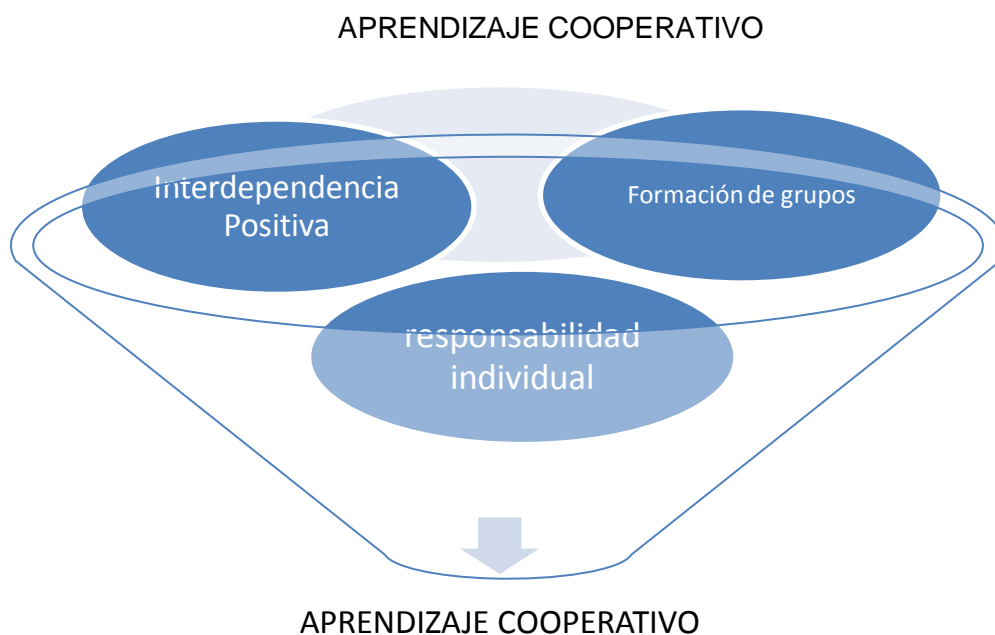 APRENDIZAJE COOPERATIVO
Interdependencia
Positiva
Formación de grupos
responsabilidad
individual
APRENDIZAJE COOPERATIVO